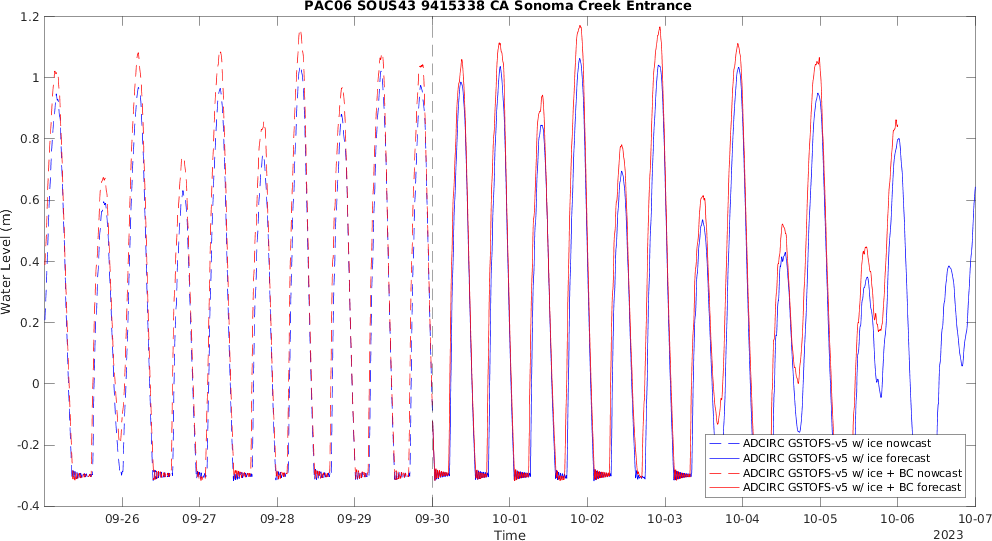 PAC06 SOUS43 9415338 CA Sonoma Creek Entrance
1.2
1
0.8
0.6
0.4
0.2
0
-0.2
-0.4
Water Level (m)
09-26 09-27 09-28 09-29 09-30 10-01 10-02 10-03 10-04 10-05 10-06 10-07
Time
2023
ADCIRC GSTOFS-v5 w/ ice nowcast
ADCIRC GSTOFS-v5 w/ ice forecast
ADCIRC GSTOFS-v5 w/ ice + BC nowcast
ADCIRC GSTOFS-v5 w/ ice + BC forecast